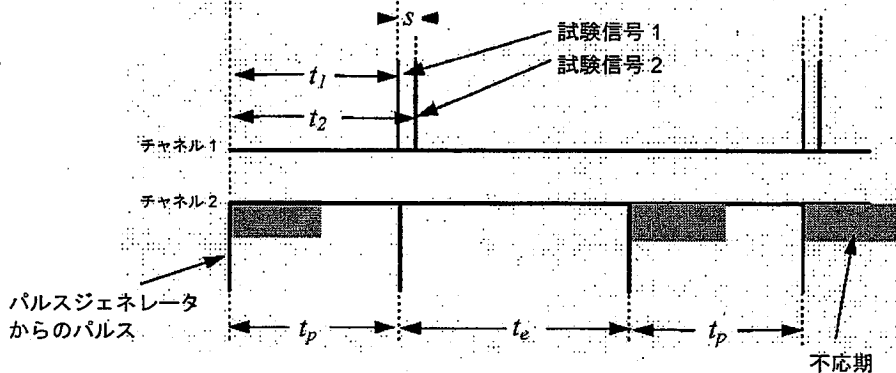 s
試験信号 1
試験信号 2
t1
t2
チャネル 1
チャネル 2
パルスジェネレータ
からのパルス
tp
te
tp
不応期